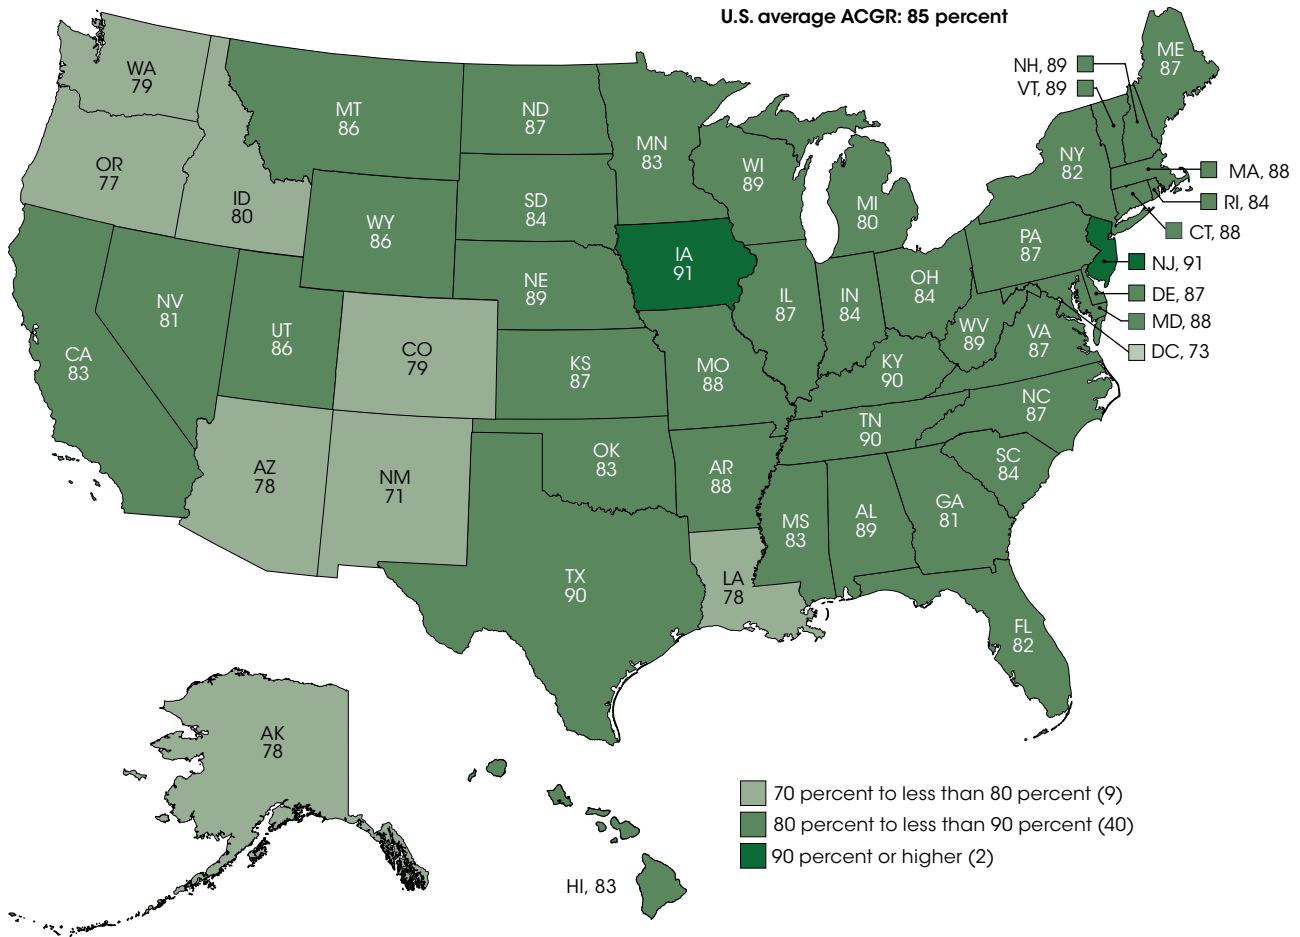 U.S. average ACGR: 85 percent
WA
79
OR
77
ID
80
MT
86
ND
87
MN
83
WI
89
MI
80
NY
82
ME
87
NH, 89
VT, 89
MA, 88
RI, 84
CT, 88
NJ, 91
DE, 87
MD, 88
DC, 73
WY
86
SD
84
IA
91
NE
89
PA
87
OH
84
IN
84
IL
87
WV
89
VA
87
CA
83
NV
81
UT
86
CO
79
KS
87
MO
88
KY
90
NC
87
TN
90
SC
84
AZ
78
NM
71
OK
83
AR
88
MS
83
AL
89
GA
81
TX
90
LA
78
FL
82
AK
78
HI, 83
70 percent to less than 80 percent (9)
80 percent to less than 90 percent (40)
90 percent or higher (2)